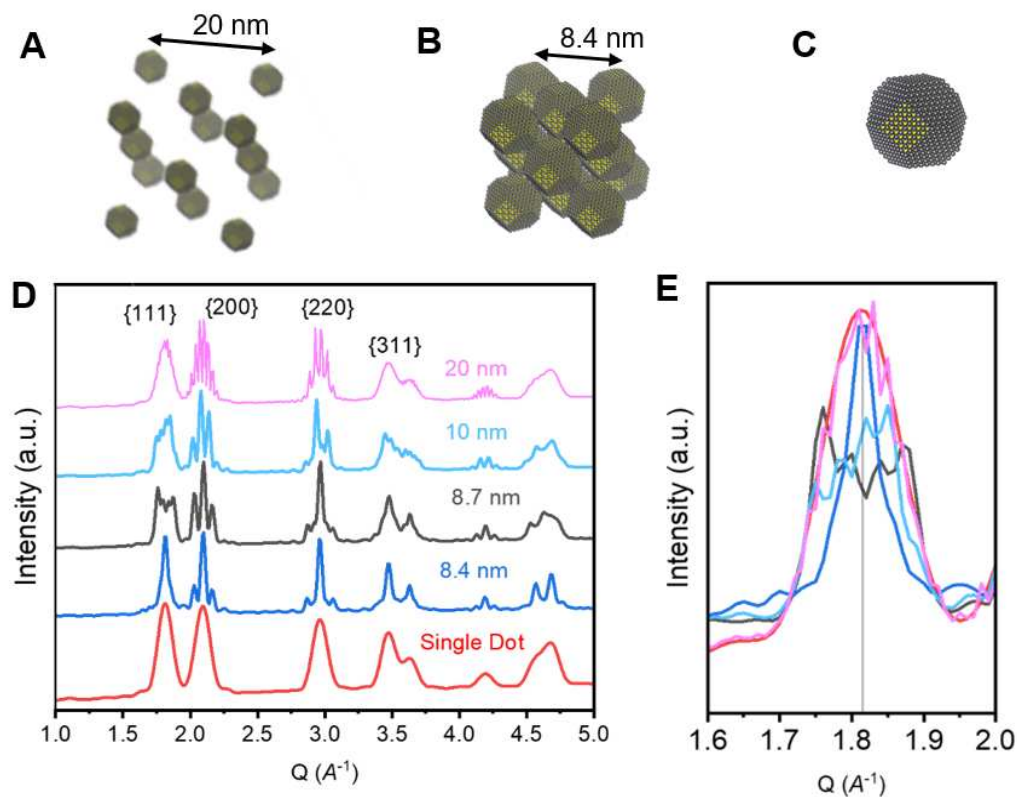 A
20 nm
B
8.4 nm
C
D
{111}
{200}
{220}
{311}
20 nm
10 nm
8.7 nm
8.4 nm
Single Dot
Intensity (a.u.)
1.0 1.5 2.0 2.5 3.0 3.5 4.0 4.5 5.0
Q (A⁻¹)
E
Intensity (a.u.)
1.6 1.7 1.8 1.9 2.0
Q (A⁻¹)